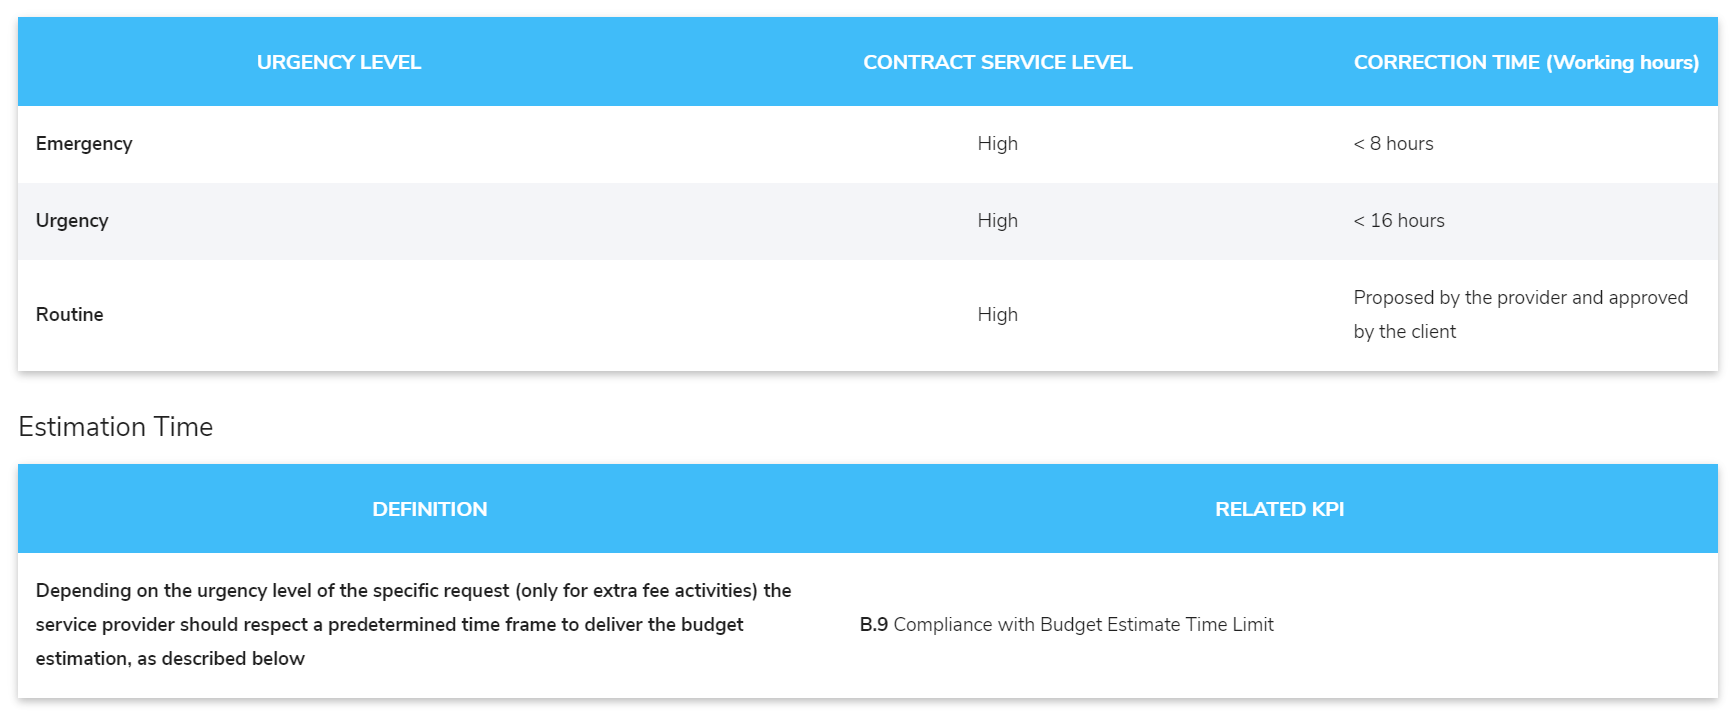 URGENCY LEVEL CONTRACT SERVICE LEVEL CORRECTION TIME (Working hours)
Emergency High < 8 hours
Urgency High < 16 hours
Routine High Proposed by the provider and approved
by the client
Estimation Time
DEFINITION RELATED KPI
Depending on the urgency level of the specific request (only for extra fee activities) the
service provider should respect a predetermined time frame to deliver the budget
estimation, as described below
B.9 Compliance with Budget Estimate Time Limit